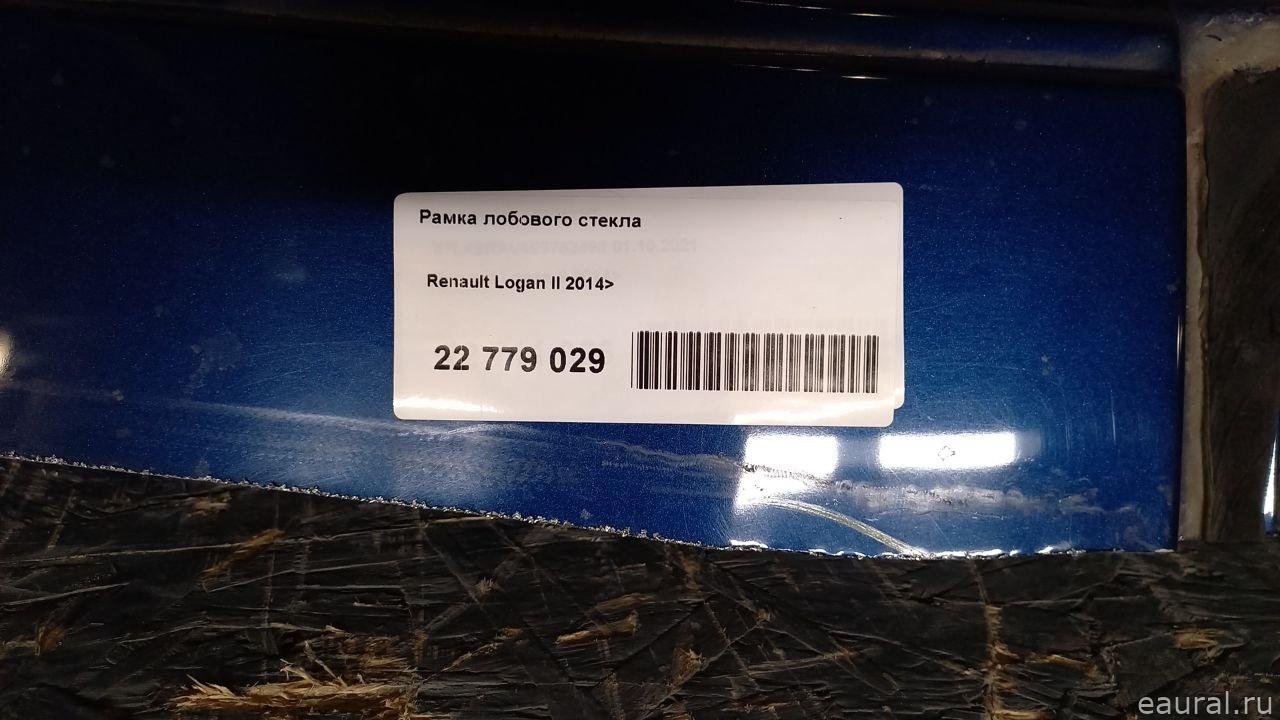 Рамка лобового стекла
Renault Logan II 2014>
22 779 029
eaural.ru